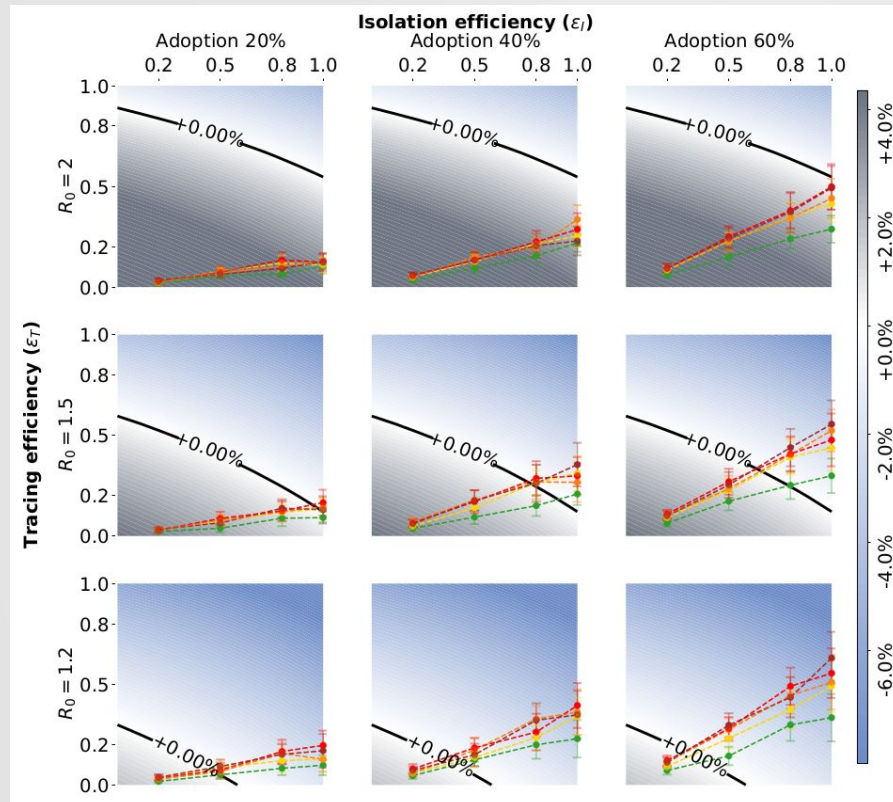 Isolation efficiency (ε_I)
Adoption 20% Adoption 40% Adoption 60%
0.2 0.5 0.8 1.0 0.2 0.5 0.8 1.0 0.2 0.5 0.8 1.0
Tracing efficiency (ε_T)
R₀ = 2
1.0
0.8
0.5
0.2
0.0
+0.00% +0.00% +0.00%
R₀ = 1.5
1.0
0.8
0.5
0.2
0.0
+0.00% +0.00% +0.00%
R₀ = 1.2
1.0
0.8
0.5
0.2
0.0
+0.00% +0.00% +0.00%
+4.0%
+2.0%
+0.0%
-2.0%
-4.0%
-6.0%